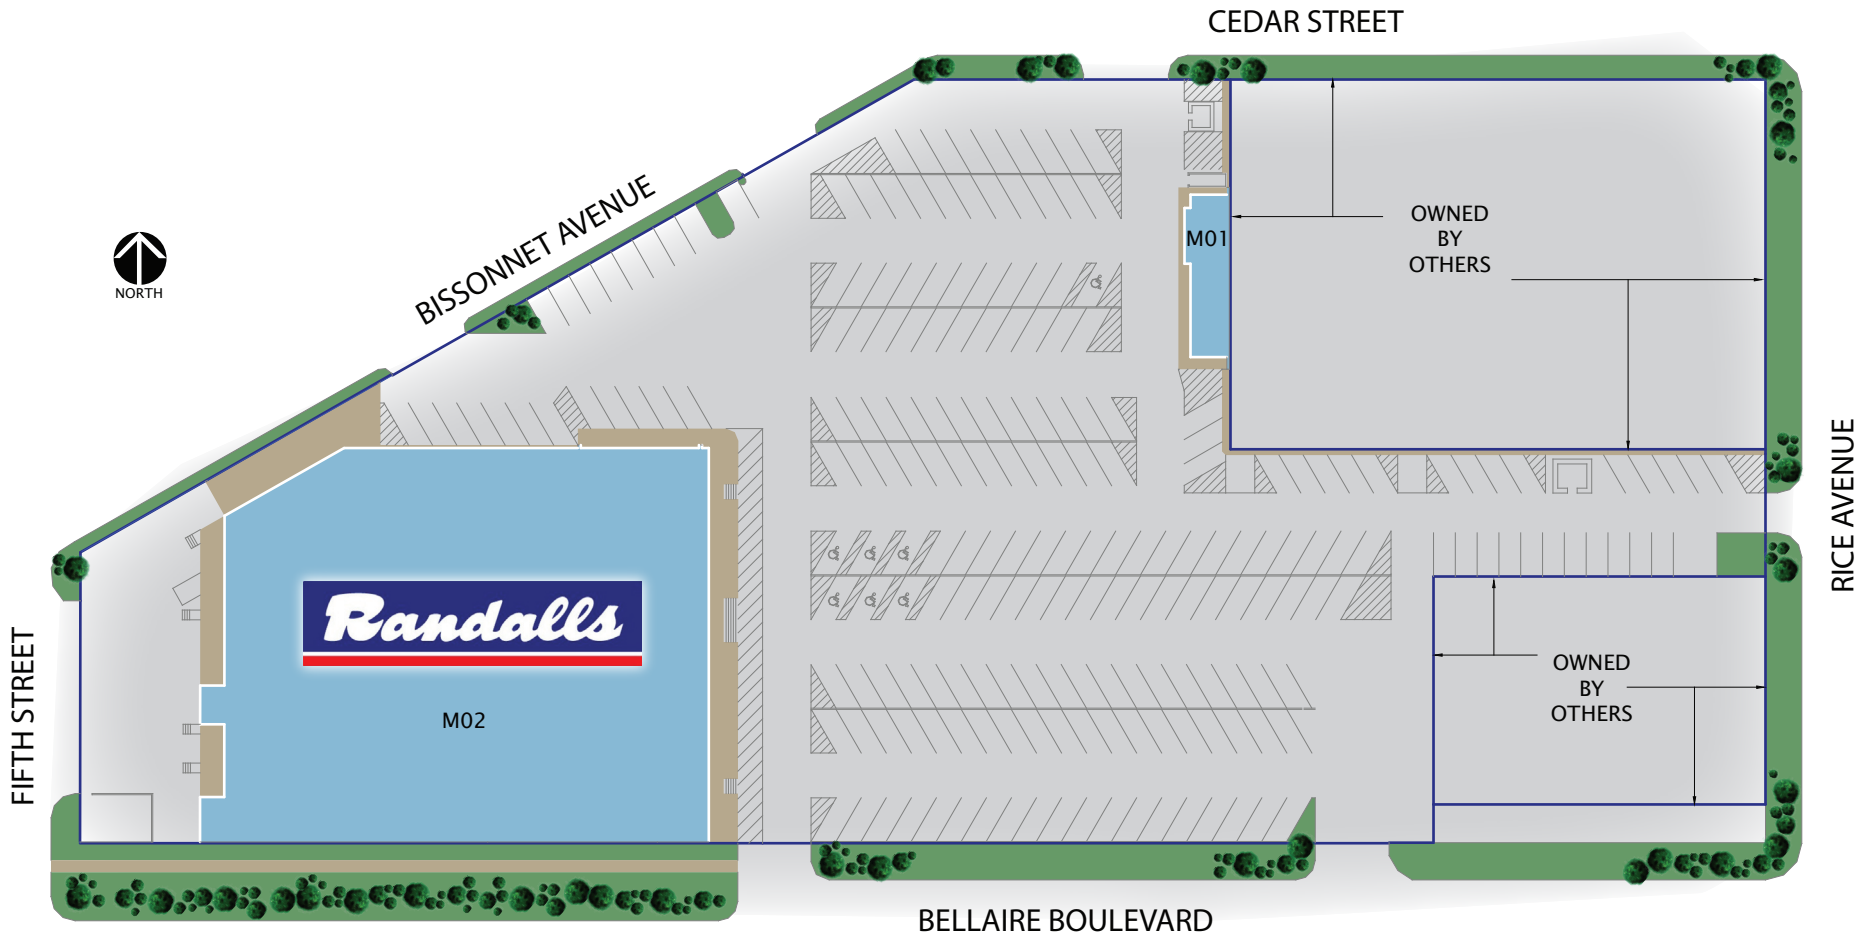 CEDAR STREET
BISSONNET AVENUE
NORTH
M01
OWNED
BY
OTHERS
RICE AVENUE
Randalls
M02
OWNED
BY
OTHERS
FIFTH STREET
BELLAIRE BOULEVARD